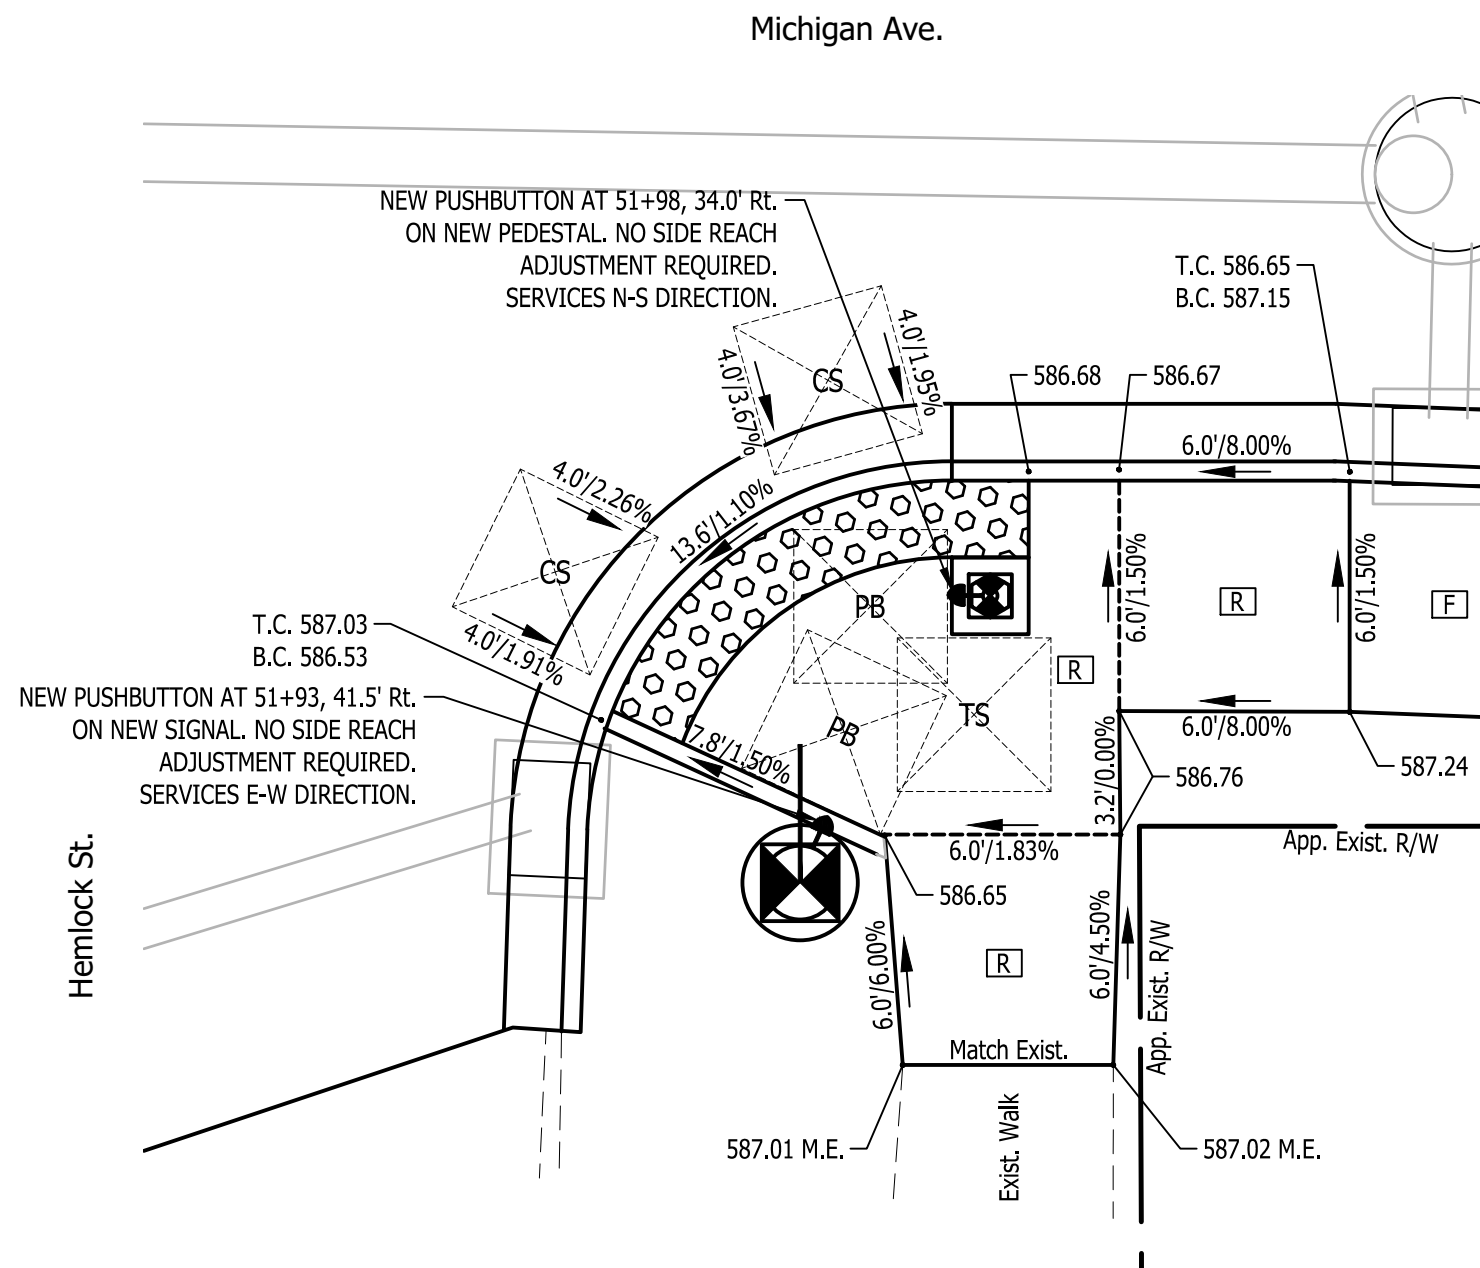 Michigan Ave.
NEW PUSHBUTTON AT 51+98, 34.0' Rt.
ON NEW PEDESTAL. NO SIDE REACH
ADJUSTMENT REQUIRED.
SERVICES N-S DIRECTION.
T.C. 586.65
B.C. 587.15
4.0'/1.95%
4.0'/3.67%
CS
586.68
586.67
6.0'/8.00%
4.0'/2.26%
13.6'/1.10%
CS
4.0'/1.91%
PB
6.0'/1.50%
R
6.0'/1.50%
F
T.C. 587.03
B.C. 586.53
R
NEW PUSHBUTTON AT 51+93, 41.5' Rt.
ON NEW SIGNAL. NO SIDE REACH
ADJUSTMENT REQUIRED.
SERVICES E-W DIRECTION.
7.8'/1.50%
PB
TS
6.0'/8.00%
3.2'/0.00%
586.76
587.24
App. Exist. R/W
6.0'/1.83%
586.65
Hemlock St.
6.0'/6.00%
R
6.0'/4.50%
App. Exist. R/W
Match Exist.
Exist. Walk
587.01 M.E.
587.02 M.E.